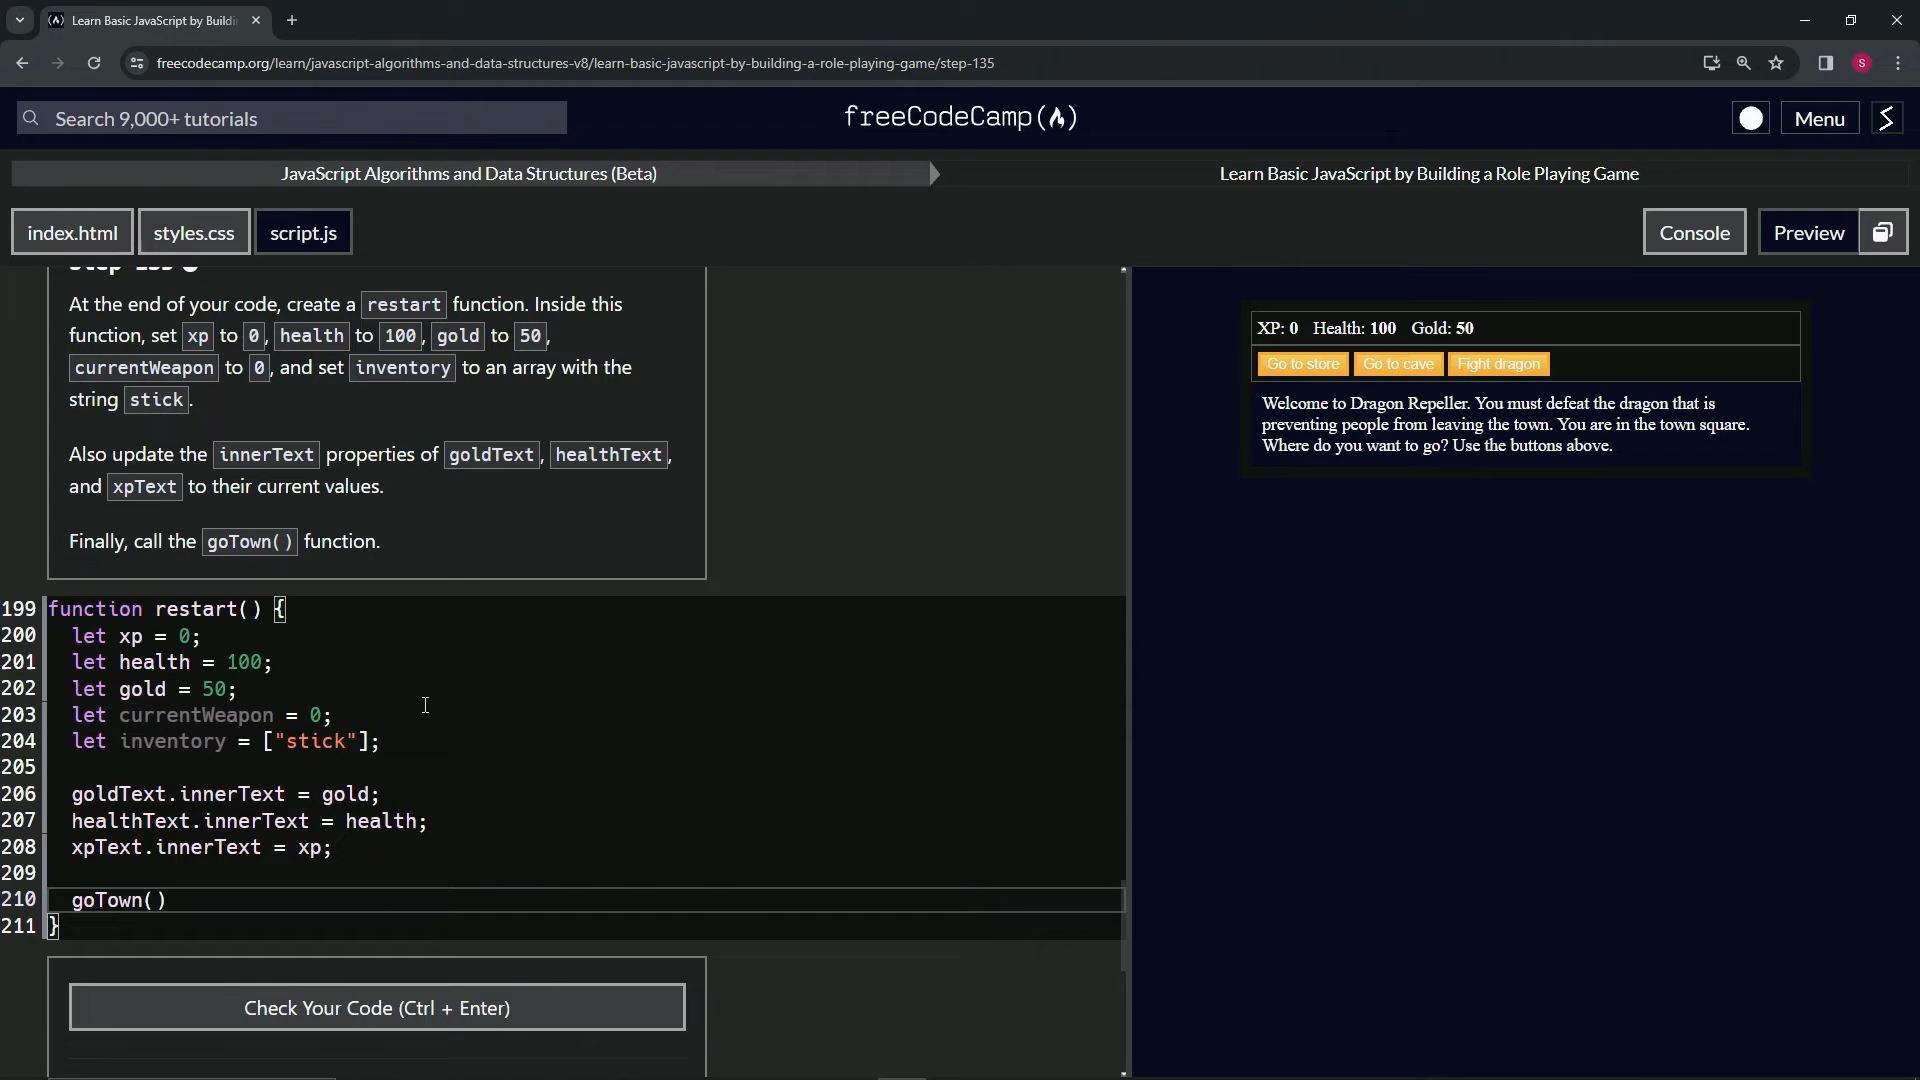 Learn Basic JavaScript by Buildi
freecodecamp.org/learn/javascript-algorithms-and-data-structures-v8/learn-basic-javascript-by-building-a-role-playing-game/step-135
S
Search 9,000+ tutorials
freeCodeCamp
Menu
JavaScript Algorithms and Data Structures (Beta)
Learn Basic JavaScript by Building a Role Playing Game
index.html
styles.css
script.js
Console
Preview
Step 135
At the end of your code, create a restart function. Inside this
function, set xp to 0, health to 100, gold to 50,
currentWeapon to 0, and set inventory to an array with the
string stick.
Also update the innerText properties of goldText, healthText,
and xpText to their current values.
Finally, call the goTown() function.
199 function restart() {
200 let xp = 0;
201 let health = 100;
202 let gold = 50;
203 let currentWeapon = 0;
204 let inventory = ["stick"];
205
206 goldText.innerText = gold;
207 healthText.innerText = health;
208 xpText.innerText = xp;
209
210 goTown()
211 }
Check Your Code (Ctrl + Enter)
XP: 0 Health: 100 Gold: 50
Go to store
Go to cave
Fight dragon
Welcome to Dragon Repeller. You must defeat the dragon that is
preventing people from leaving the town. You are in the town square.
Where do you want to go? Use the buttons above.